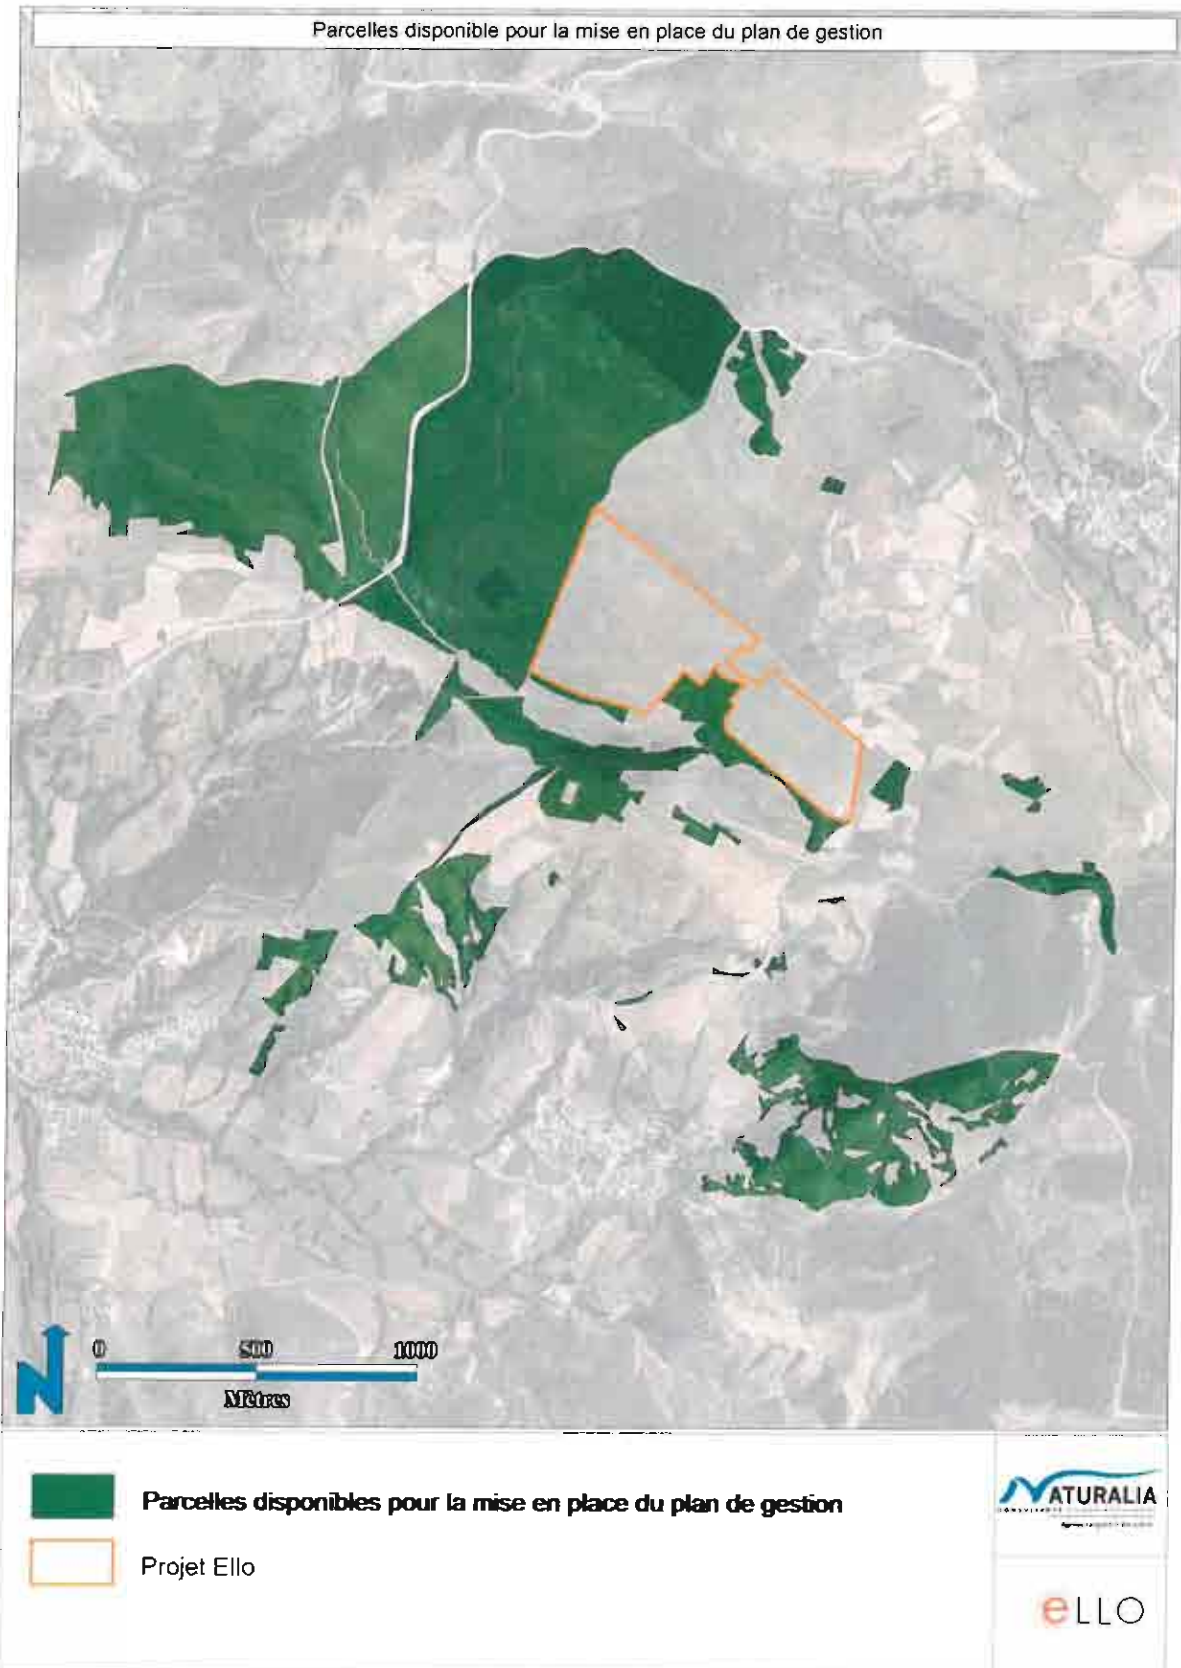 Parcelles disponible pour la mise en place du plan de gestion
0 500 1000
Mètres
N
Parcelles disponibles pour la mise en place du plan de gestion
Projet Ello
NATURALIA
eLLO